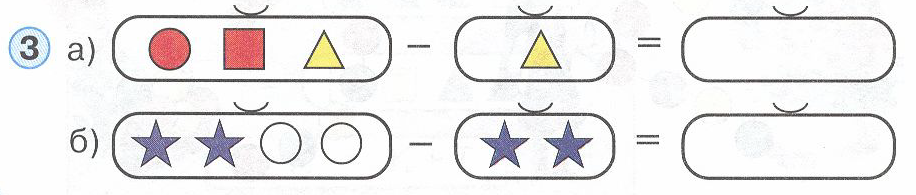 3 а) − =
б) − =